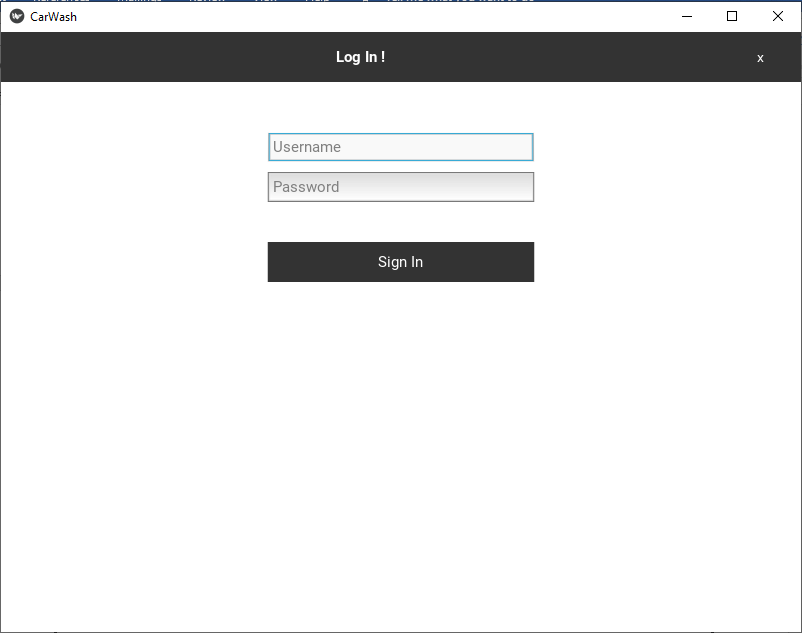 CarWash
Log In !
x
Username
Password
Sign In